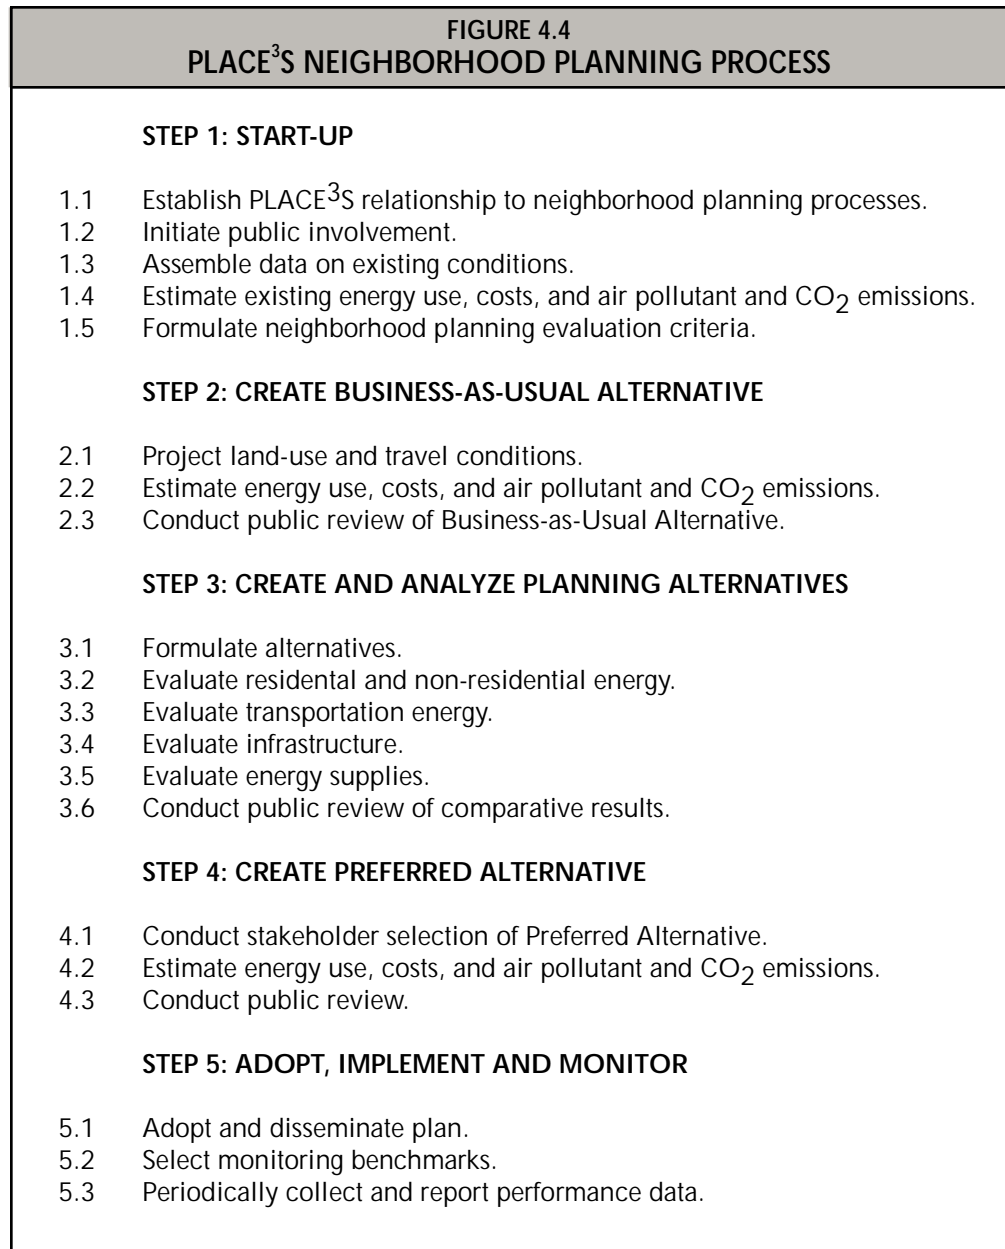 FIGURE 4.4
PLACE³S NEIGHBORHOOD PLANNING PROCESS
STEP 1: START-UP
1.1 Establish PLACE³S relationship to neighborhood planning processes.
1.2 Initiate public involvement.
1.3 Assemble data on existing conditions.
1.4 Estimate existing energy use, costs, and air pollutant and CO₂ emissions.
1.5 Formulate neighborhood planning evaluation criteria.
STEP 2: CREATE BUSINESS-AS-USUAL ALTERNATIVE
2.1 Project land-use and travel conditions.
2.2 Estimate energy use, costs, and air pollutant and CO₂ emissions.
2.3 Conduct public review of Business-as-Usual Alternative.
STEP 3: CREATE AND ANALYZE PLANNING ALTERNATIVES
3.1 Formulate alternatives.
3.2 Evaluate residental and non-residential energy.
3.3 Evaluate transportation energy.
3.4 Evaluate infrastructure.
3.5 Evaluate energy supplies.
3.6 Conduct public review of comparative results.
STEP 4: CREATE PREFERRED ALTERNATIVE
4.1 Conduct stakeholder selection of Preferred Alternative.
4.2 Estimate energy use, costs, and air pollutant and CO₂ emissions.
4.3 Conduct public review.
STEP 5: ADOPT, IMPLEMENT AND MONITOR
5.1 Adopt and disseminate plan.
5.2 Select monitoring benchmarks.
5.3 Periodically collect and report performance data.